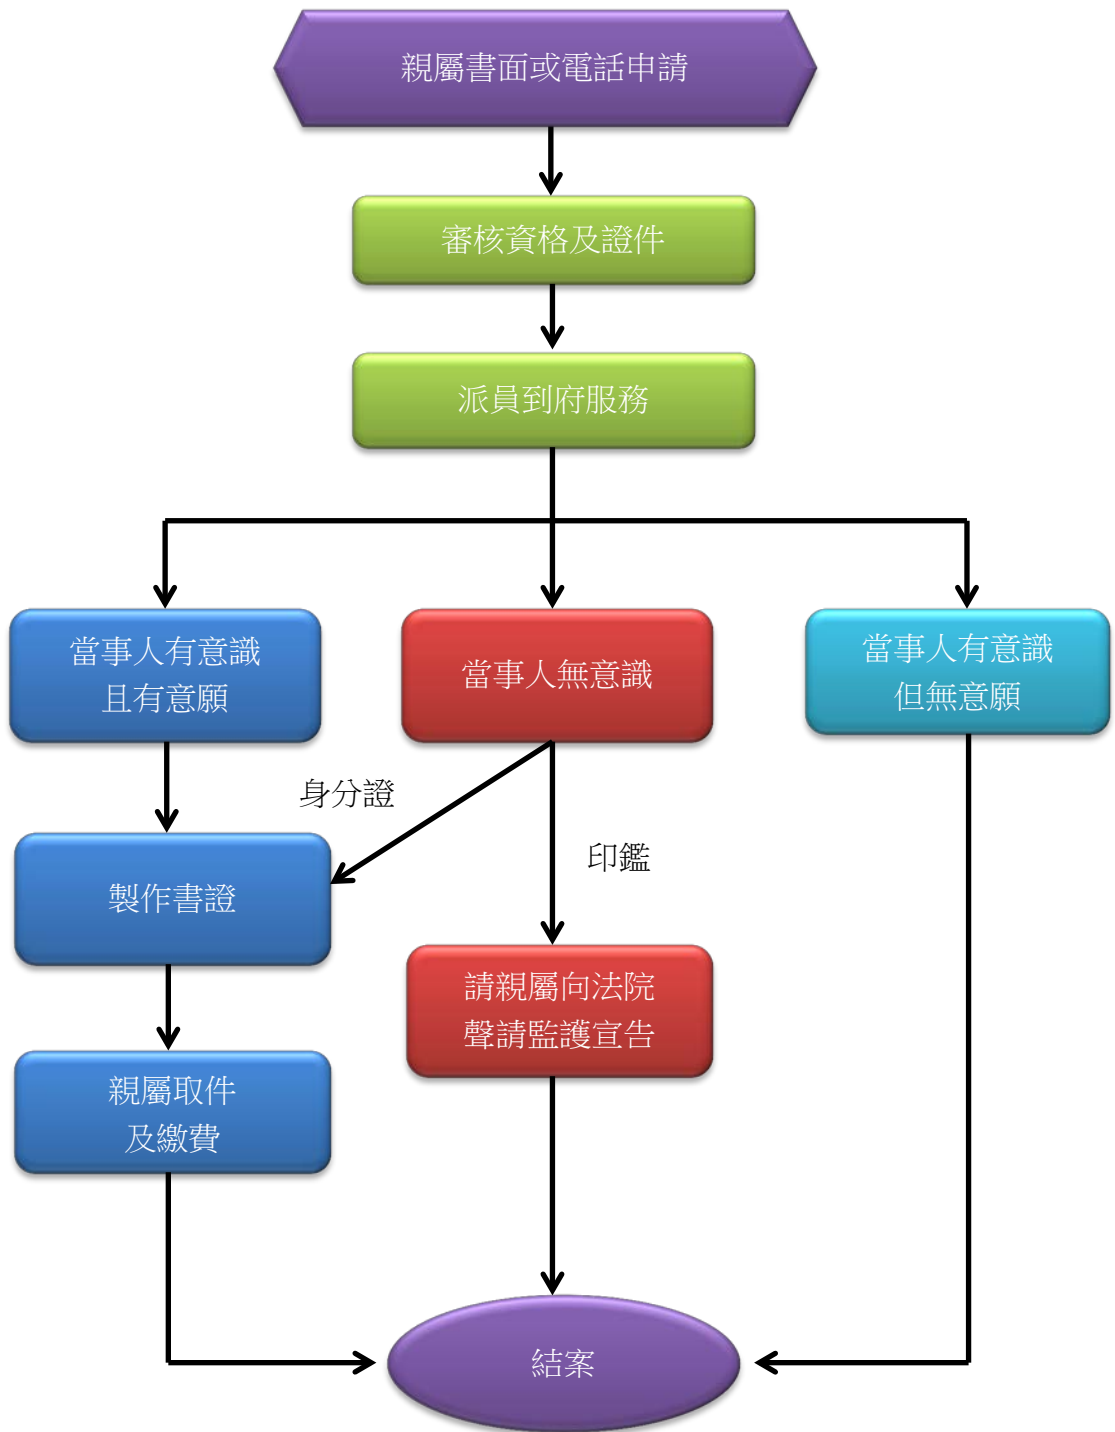 親屬書面或電話申請
審核資格及證件
派員到府服務
當事人有意識
且有意願
當事人無意識
當事人有意識
但無意願
身分證
印鑑
製作書證
請親屬向法院
聲請監護宣告
親屬取件
及繳費
結案